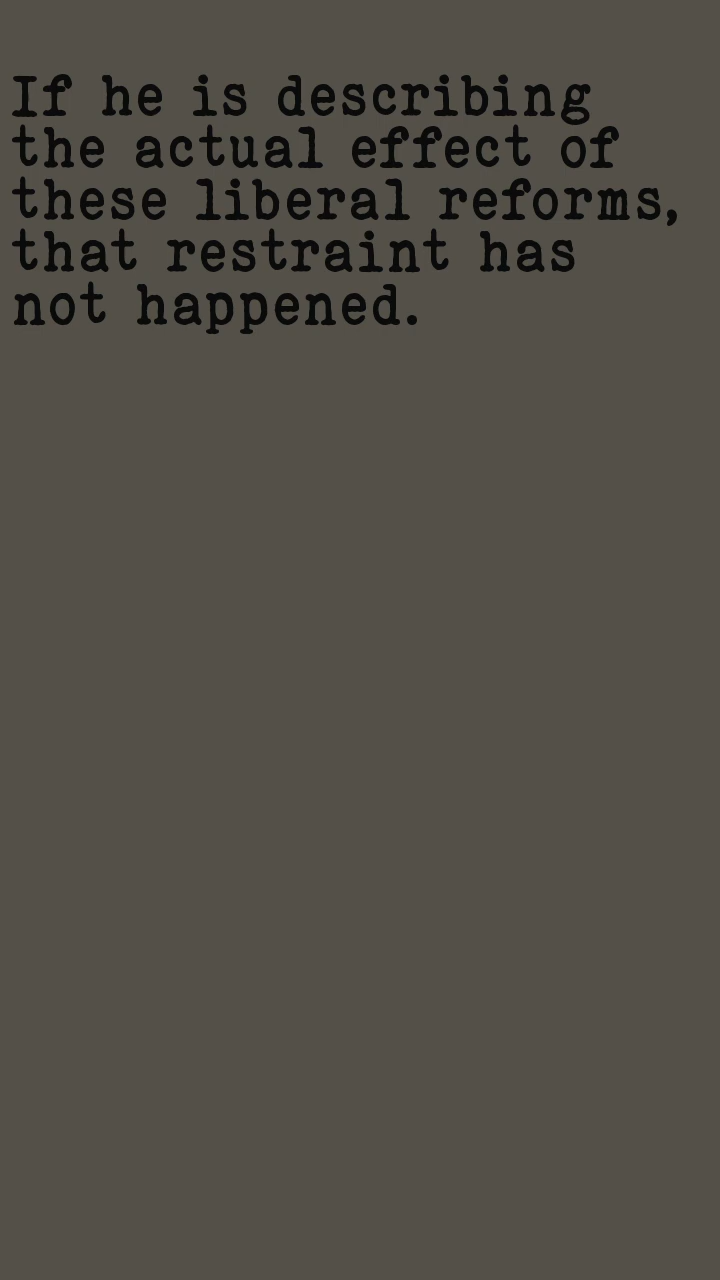 If he is describing
the actual effect of
these liberal reforms,
that restraint has
not happened.